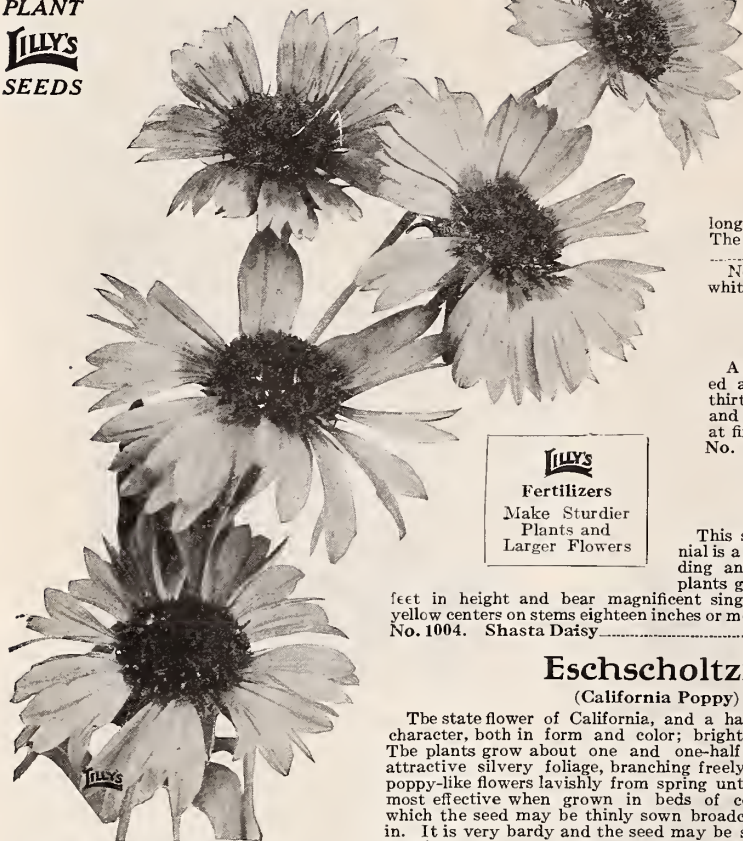 PLANT
LILLY'S
SEEDS
long
The
N
whit
A
ed a
thirt
and
at fi
No.
LILLY'S
Fertilizers
Make Sturdier
Plants and
Larger Flowers
This s
nial is a
ding an
plants g
feet in height and bear magnificent sing
yellow centers on stems eighteen inches or m
No. 1004. Shasta Daisy
Eschscholtz
(California Poppy)
The state flower of California, and a ha
character, both in form and color; bright
The plants grow about one and one-half
attractive silvery foliage, branching freely
poppy-like flowers lavishly from spring unt
most effective when grown in beds of c
which the seed may be thinly sown broadc
in. It is very bardy and the seed may be s
LILLY'S